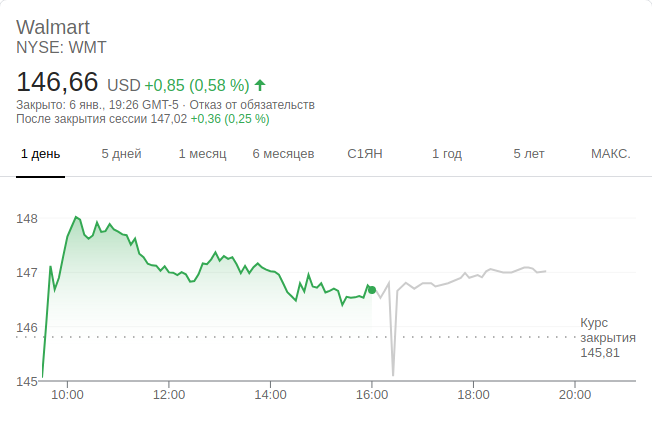 Walmart
NYSE: WMT
146,66 USD +0,85 (0,58 %)
Закрыто: 6 янв., 19:26 GMT-5 · Отказ от обязательств
После закрытия сессии 147,02 +0,36 (0,25 %)
1 день 5 дней 1 месяц 6 месяцев С1ЯН 1 год 5 лет МАКС.
148
147
146
Курс
закрытия
145,81
145
10:00 12:00 14:00 16:00 18:00 20:00